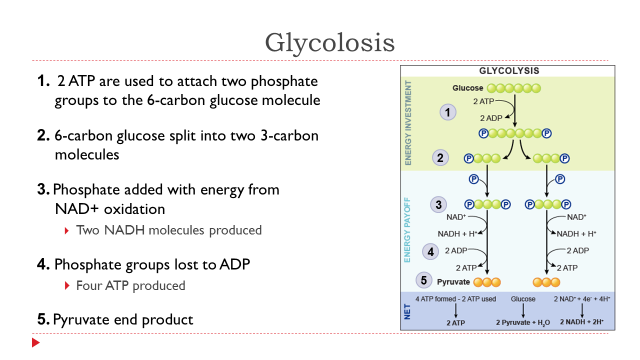 Glycolosis
1. 2 ATP are used to attach two phosphate
groups to the 6-carbon glucose molecule
2. 6-carbon glucose split into two 3-carbon
molecules
3. Phosphate added with energy from
NAD+ oxidation
Two NADH molecules produced
4. Phosphate groups lost to ADP
Four ATP produced
5. Pyruvate end product
GLYCOLYSIS
ENERGY INVESTMENT
Glucose
2 ATP
1
2 ADP
P P
2 P P
P P
ENERGY PAYOFF
3 P P P P
NAD⁺ NAD⁺
NADH + H⁺ NADH + H⁺
4 2 ADP 2 ADP
2 ATP 2 ATP
5 Pyruvate
NET
4 ATP formed - 2 ATP used Glucose 2 NAD⁺ + 4e⁻ + 4H⁺
2 ATP 2 Pyruvate + H₂O 2 NADH + 2H⁺